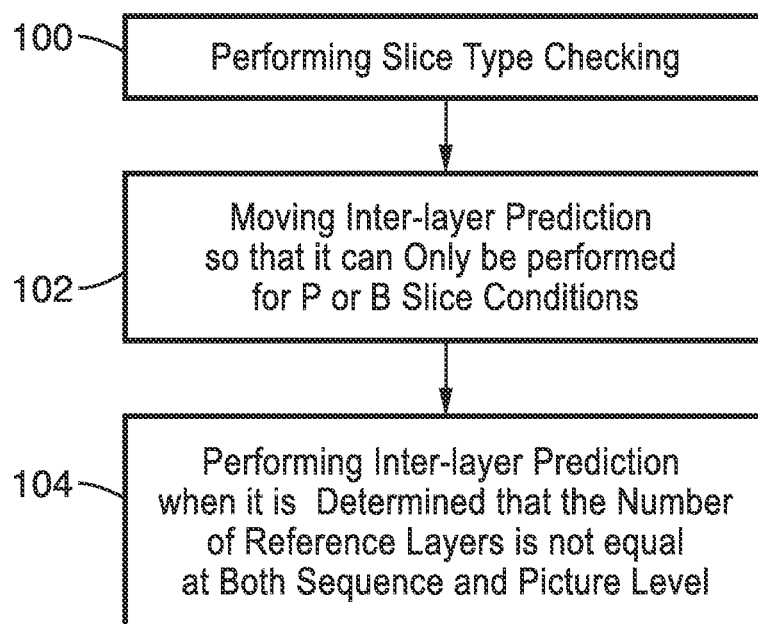 100
Performing Slice Type Checking
Moving Inter-layer Prediction
so that it can Only be performed
for P or B Slice Conditions
102
Performing Inter-layer Prediction
when it is Determined that the Number
of Reference Layers is not equal
at Both Sequence and Picture Level
104